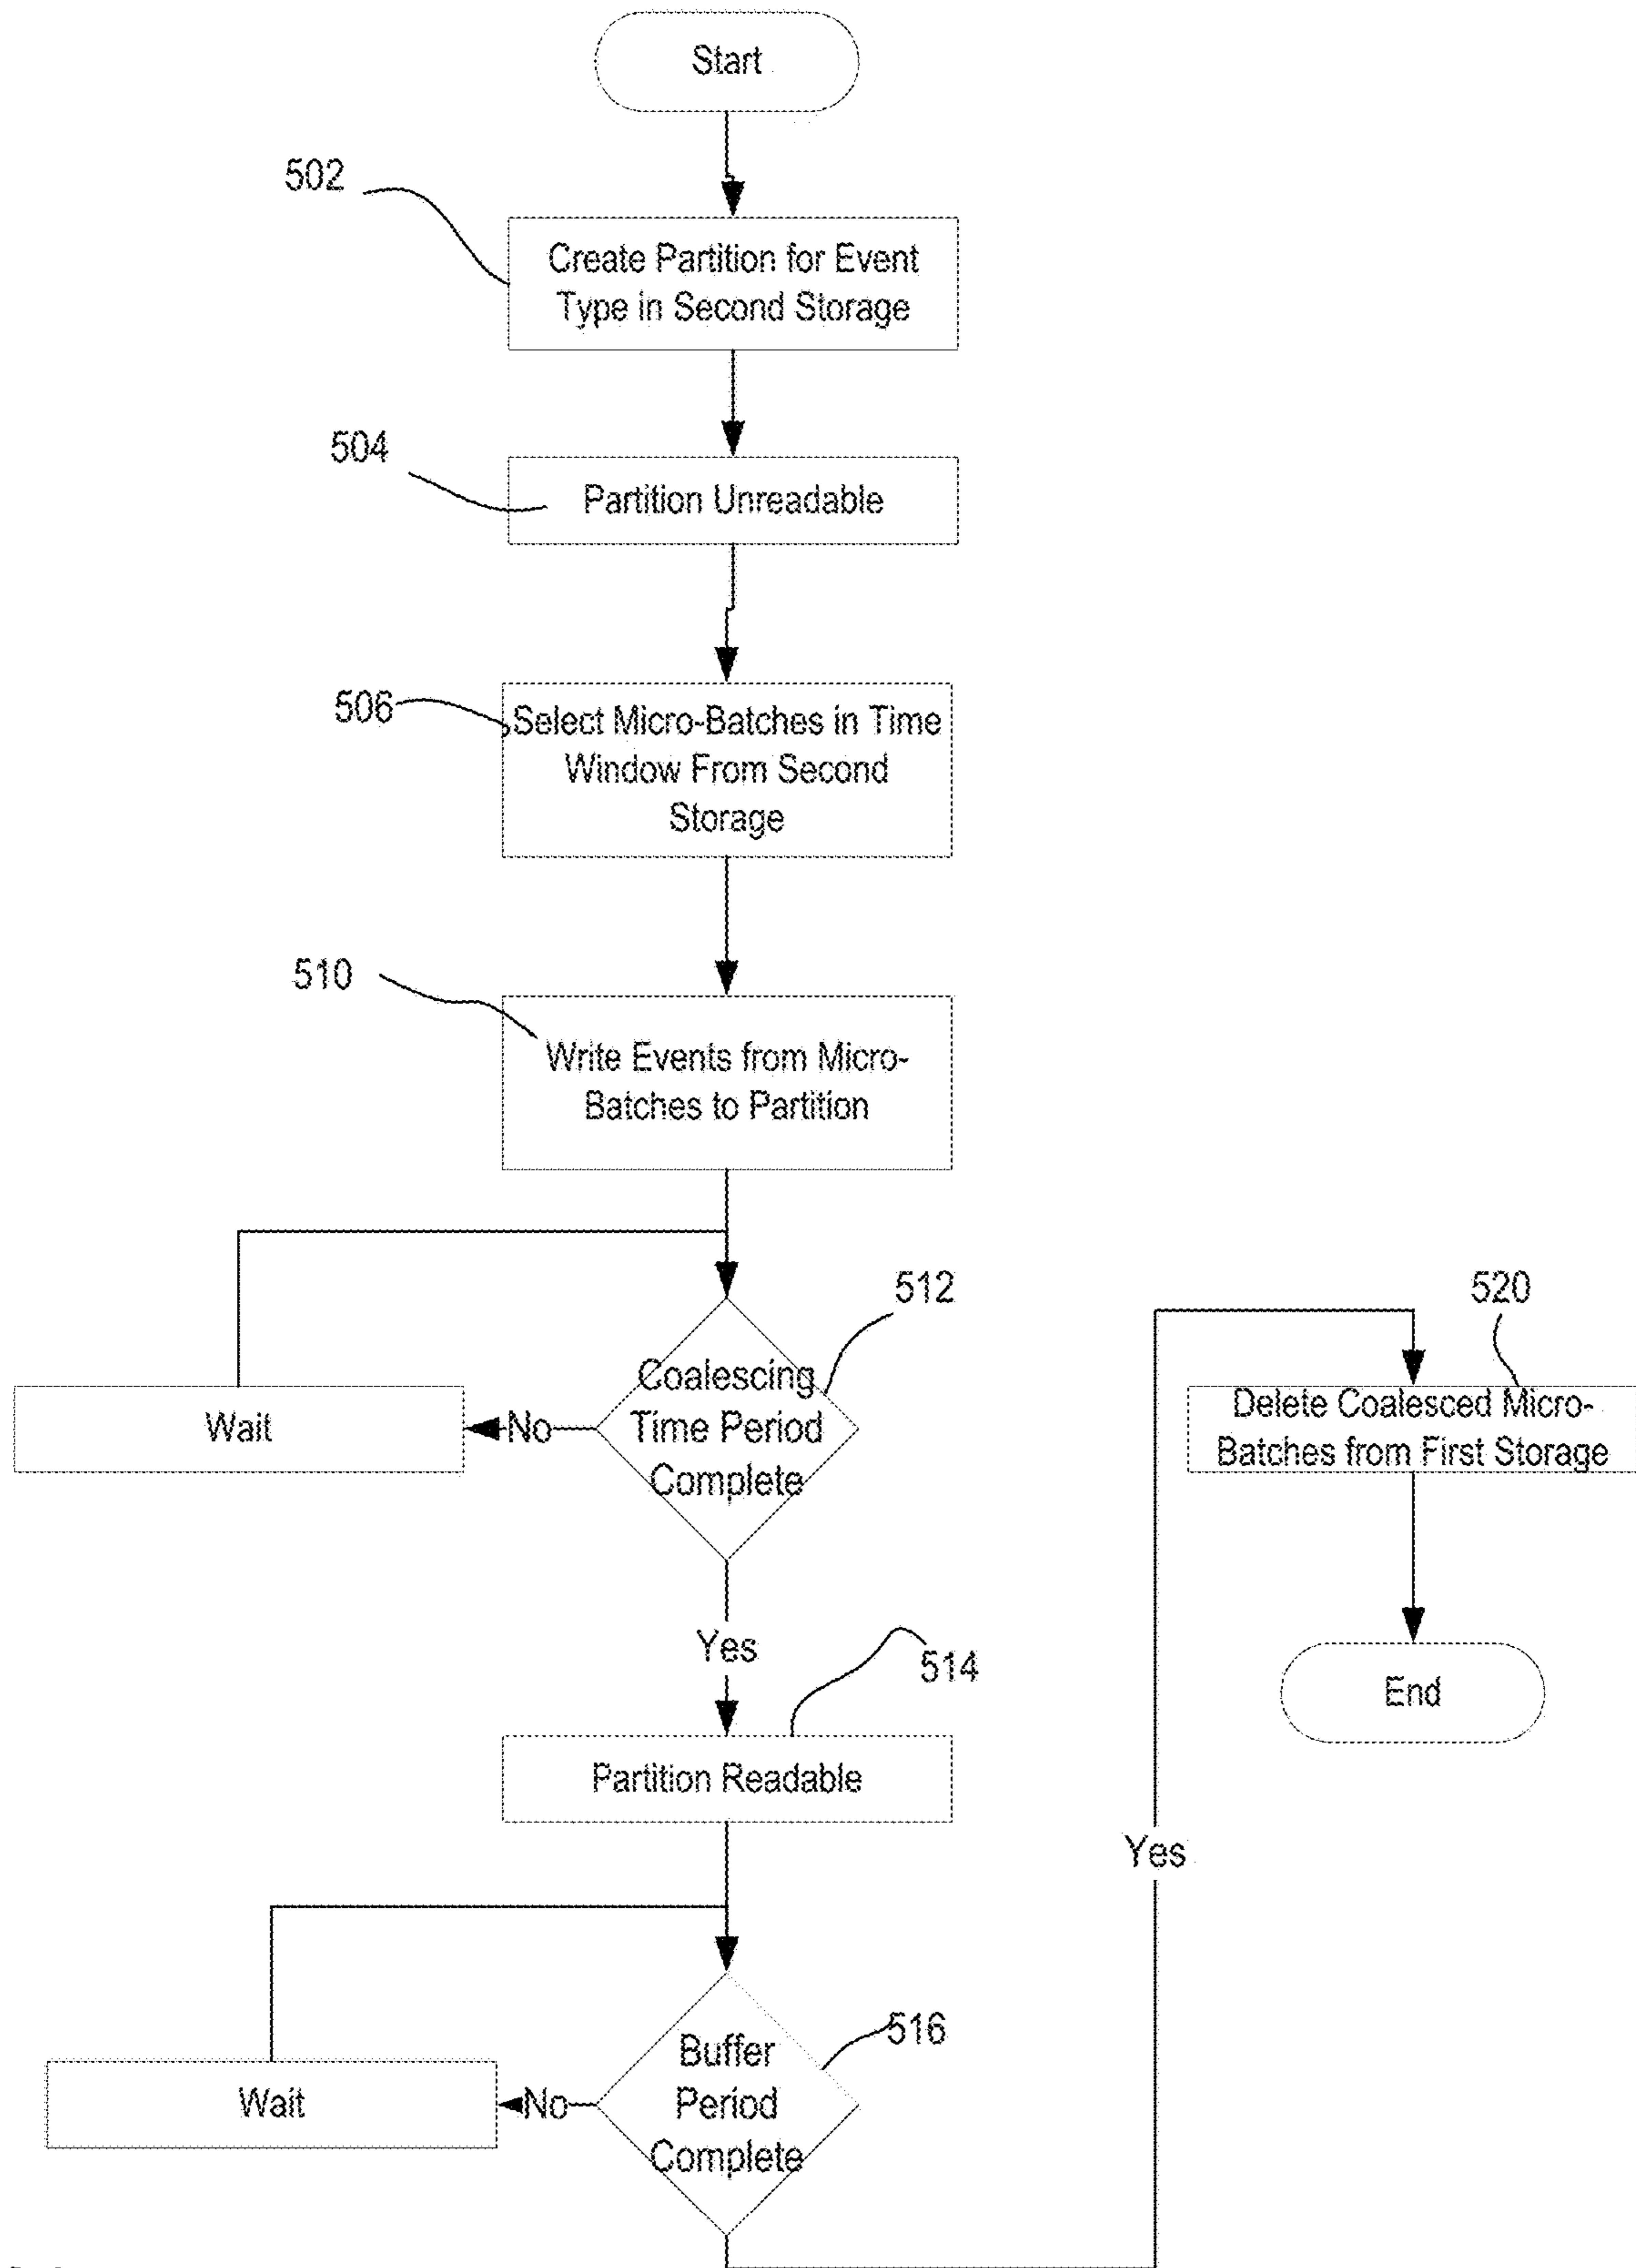 Start
502
Create Partition for Event
Type in Second Storage
504
Partition Unreadable
506
Select Micro-Batches in Time
Window From Second
Storage
510
Write Events from Micro-
Batches to Partition
512
Coalescing
Time Period
Complete
No
Wait
Yes
514
Partition Readable
516
Buffer
Period
Complete
No
Wait
Yes
520
Delete Coalesced Micro-
Batches from First Storage
End